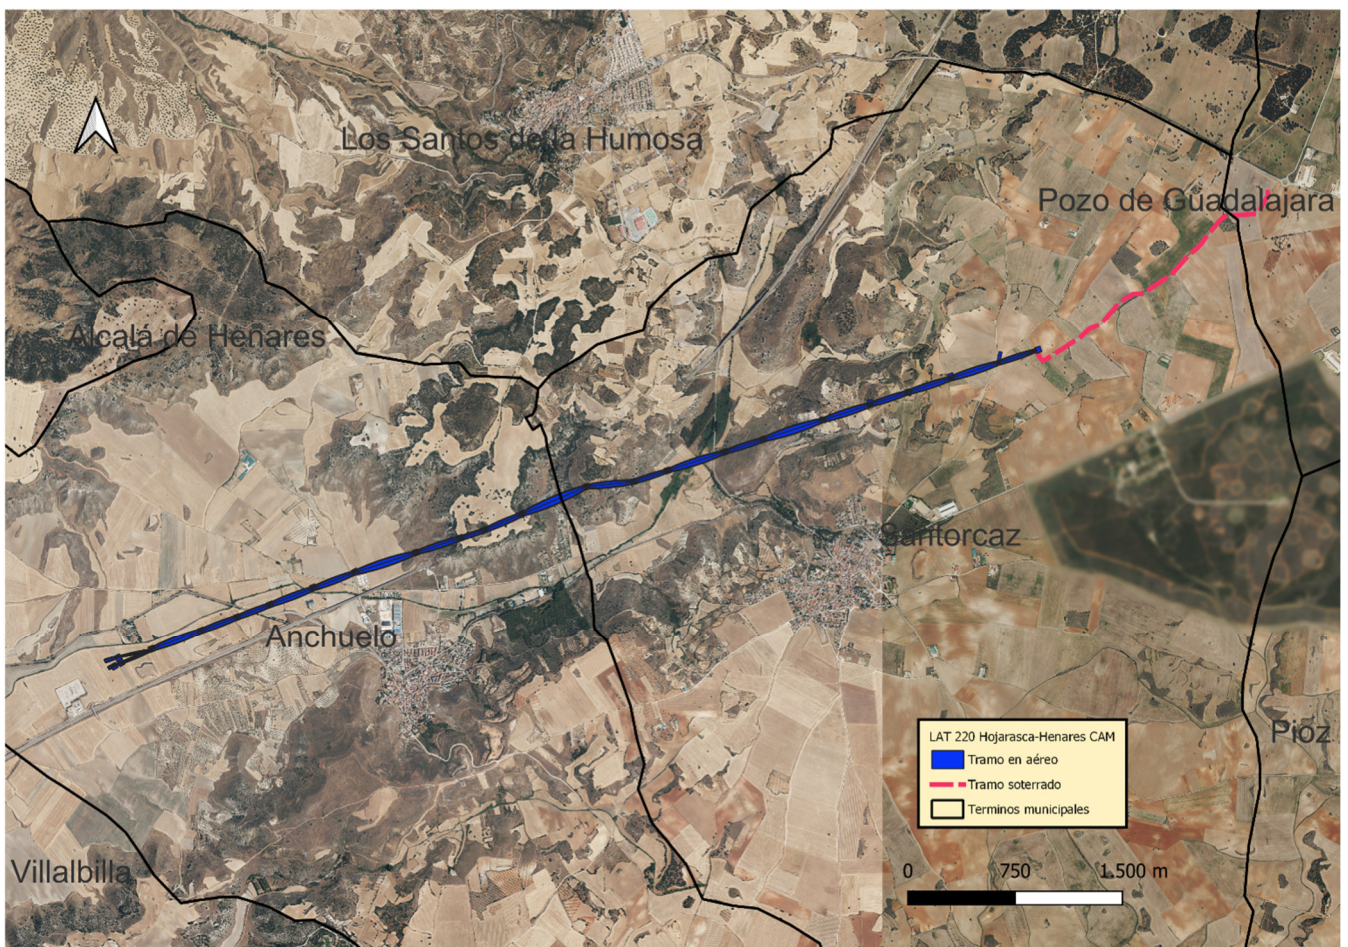 Los Santos de la Humosa
Pozo de Guadalajara
Alcalá de Henares
Santorcaz
Anchuelo
Pioz
Villalbilla
LAT 220 Hojarasca-Henares CAM
Tramo en aéreo
Tramo soterrado
Terminos municipales
0 750 1.500 m